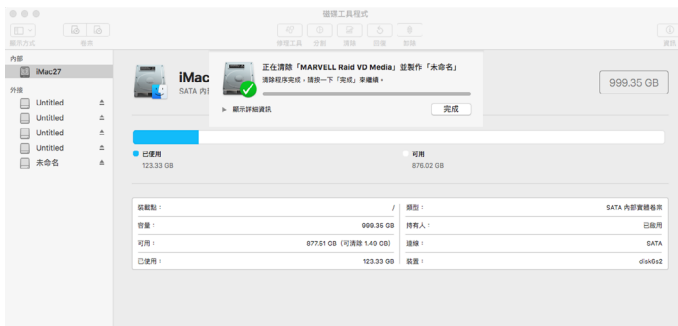 磁碟工具程式
顯示方式
卷宗
修理工具 分割 清除 回復 卸除
資訊
內部
iMac27
外接
Untitled
Untitled
Untitled
Untitled
未命名
iMac
SATA 內
正在清除「MARVELL Raid VD Media」並製作「未命名」
清除程序完成，請按一下「完成」來繼續。
顯示詳細資訊
完成
999.35 GB
已使用
123.33 GB
可用
876.02 GB
裝載點： /
類型： SATA 內部實體卷宗
容量： 999.35 GB
持有人： 已啟用
可用： 877.51 GB（可清除 1.49 GB）
連線： SATA
已使用： 123.33 GB
裝置： disk6s2